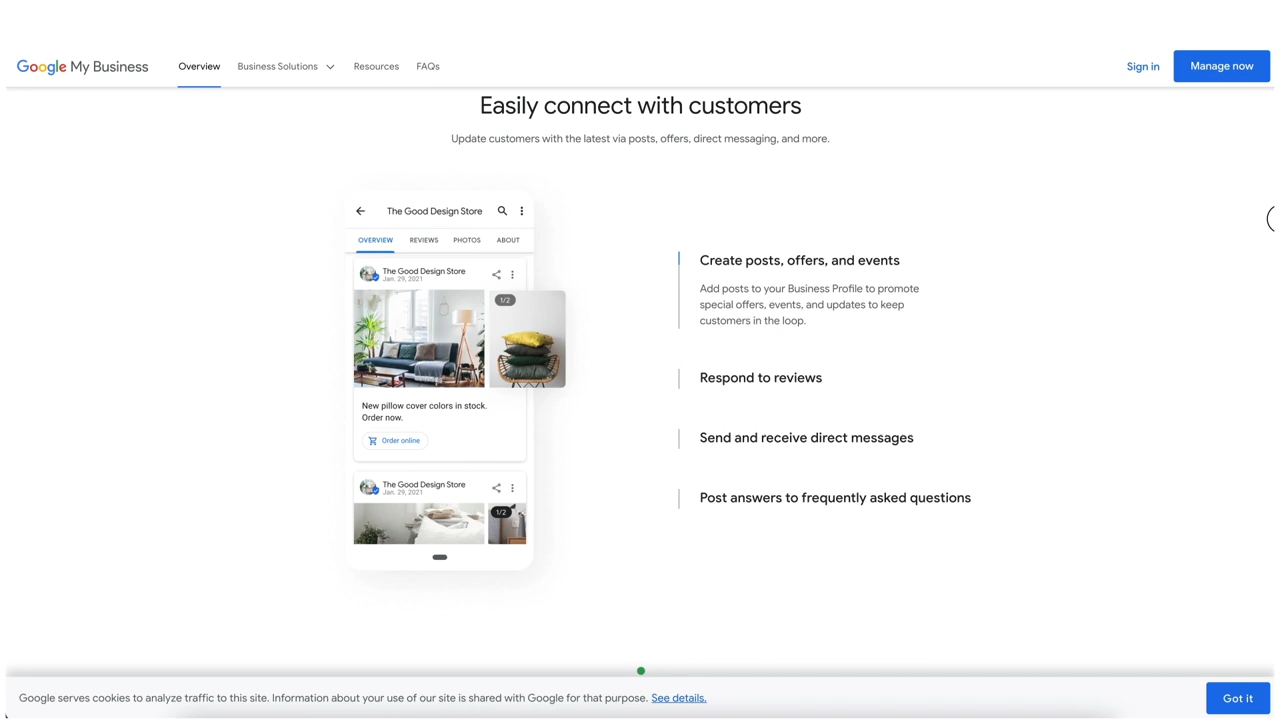 Google My Business
Overview
Business Solutions
Resources
FAQs
Sign in
Manage now
Easily connect with customers
Update customers with the latest via posts, offers, direct messaging, and more.
The Good Design Store
OVERVIEW
REVIEWS
PHOTOS
ABOUT
The Good Design Store
Jan. 29, 2021
1/2
New pillow cover colors in stock.
Order now.
Order online
The Good Design Store
Jan. 29, 2021
1/2
Create posts, offers, and events
Add posts to your Business Profile to promote
special offers, events, and updates to keep
customers in the loop.
Respond to reviews
Send and receive direct messages
Post answers to frequently asked questions
Google serves cookies to analyze traffic to this site. Information about your use of our site is shared with Google for that purpose. See details.
Got it